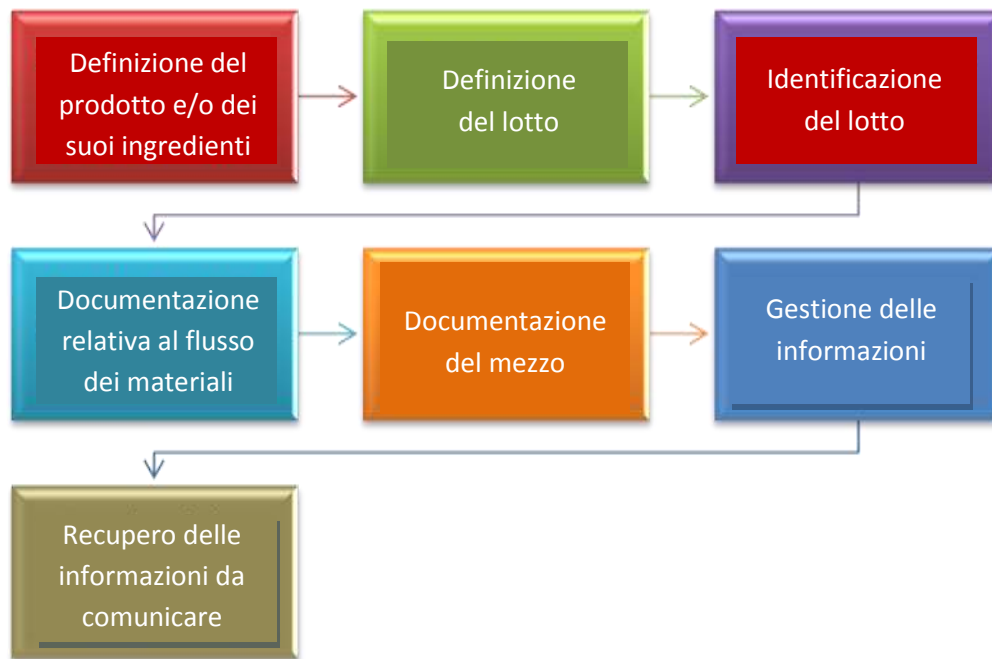 Definizione del
prodotto e/o dei
suoi ingredienti
Definizione
del lotto
Identificazione
del lotto
Documentazione
relativa al flusso
dei materiali
Documentazione
del mezzo
Gestione delle
informazioni
Recupero delle
informazioni da
comunicare